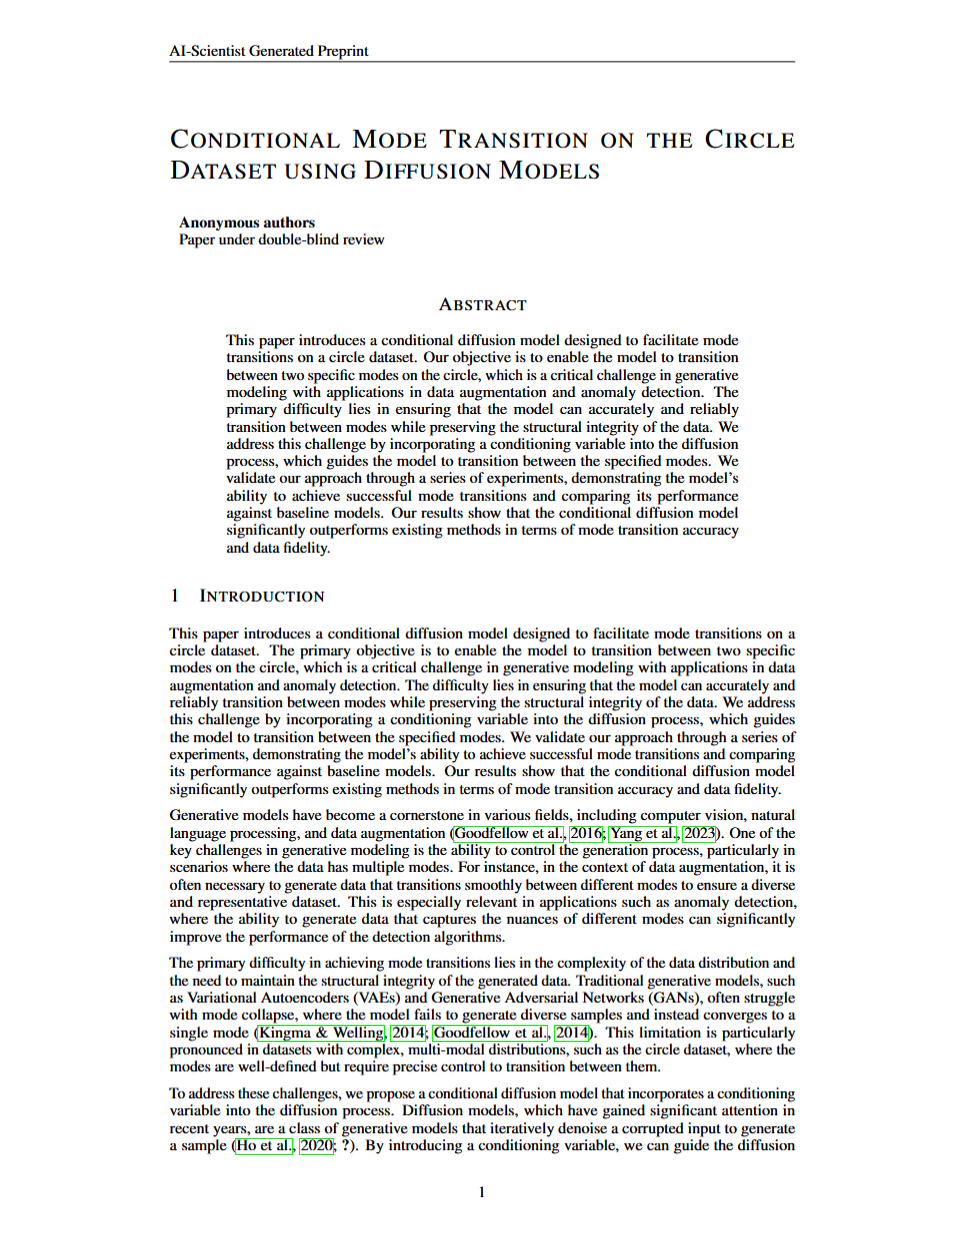 AI-Scientist Generated Preprint
CONDITIONAL MODE TRANSITION ON THE CIRCLE
DATASET USING DIFFUSION MODELS
Anonymous authors
Paper under double-blind review
ABSTRACT
This paper introduces a conditional diffusion model designed to facilitate mode
transitions on a circle dataset. Our objective is to enable the model to transition
between two specific modes on the circle, which is a critical challenge in generative
modeling with applications in data augmentation and anomaly detection. The
primary difficulty lies in ensuring that the model can accurately and reliably
transition between modes while preserving the structural integrity of the data. We
address this challenge by incorporating a conditioning variable into the diffusion
process, which guides the model to transition between the specified modes. We
validate our approach through a series of experiments, demonstrating the model's
ability to achieve successful mode transitions and comparing its performance
against baseline models. Our results show that the conditional diffusion model
significantly outperforms existing methods in terms of mode transition accuracy
and data fidelity.
1 INTRODUCTION
This paper introduces a conditional diffusion model designed to facilitate mode transitions on a
circle dataset. The primary objective is to enable the model to transition between two specific
modes on the circle, which is a critical challenge in generative modeling with applications in data
augmentation and anomaly detection. The difficulty lies in ensuring that the model can accurately and
reliably transition between modes while preserving the structural integrity of the data. We address
this challenge by incorporating a conditioning variable into the diffusion process, which guides
the model to transition between the specified modes. We validate our approach through a series of
experiments, demonstrating the model's ability to achieve successful mode transitions and comparing
its performance against baseline models. Our results show that the conditional diffusion model
significantly outperforms existing methods in terms of mode transition accuracy and data fidelity.
Generative models have become a cornerstone in various fields, including computer vision, natural
language processing, and data augmentation (Goodfellow et al., 2016; Yang et al., 2023). One of the
key challenges in generative modeling is the ability to control the generation process, particularly in
scenarios where the data has multiple modes. For instance, in the context of data augmentation, it is
often necessary to generate data that transitions smoothly between different modes to ensure a diverse
and representative dataset. This is especially relevant in applications such as anomaly detection,
where the ability to generate data that captures the nuances of different modes can significantly
improve the performance of the detection algorithms.
The primary difficulty in achieving mode transitions lies in the complexity of the data distribution and
the need to maintain the structural integrity of the generated data. Traditional generative models, such
as Variational Autoencoders (VAEs) and Generative Adversarial Networks (GANs), often struggle
with mode collapse, where the model fails to generate diverse samples and instead converges to a
single mode (Kingma & Welling, 2014; Goodfellow et al., 2014). This limitation is particularly
pronounced in datasets with complex, multi-modal distributions, such as the circle dataset, where the
modes are well-defined but require precise control to transition between them.
To address these challenges, we propose a conditional diffusion model that incorporates a conditioning
variable into the diffusion process. Diffusion models, which have gained significant attention in
recent years, are a class of generative models that iteratively denoise a corrupted input to generate
a sample (Ho et al., 2020; ?). By introducing a conditioning variable, we can guide the diffusion
1